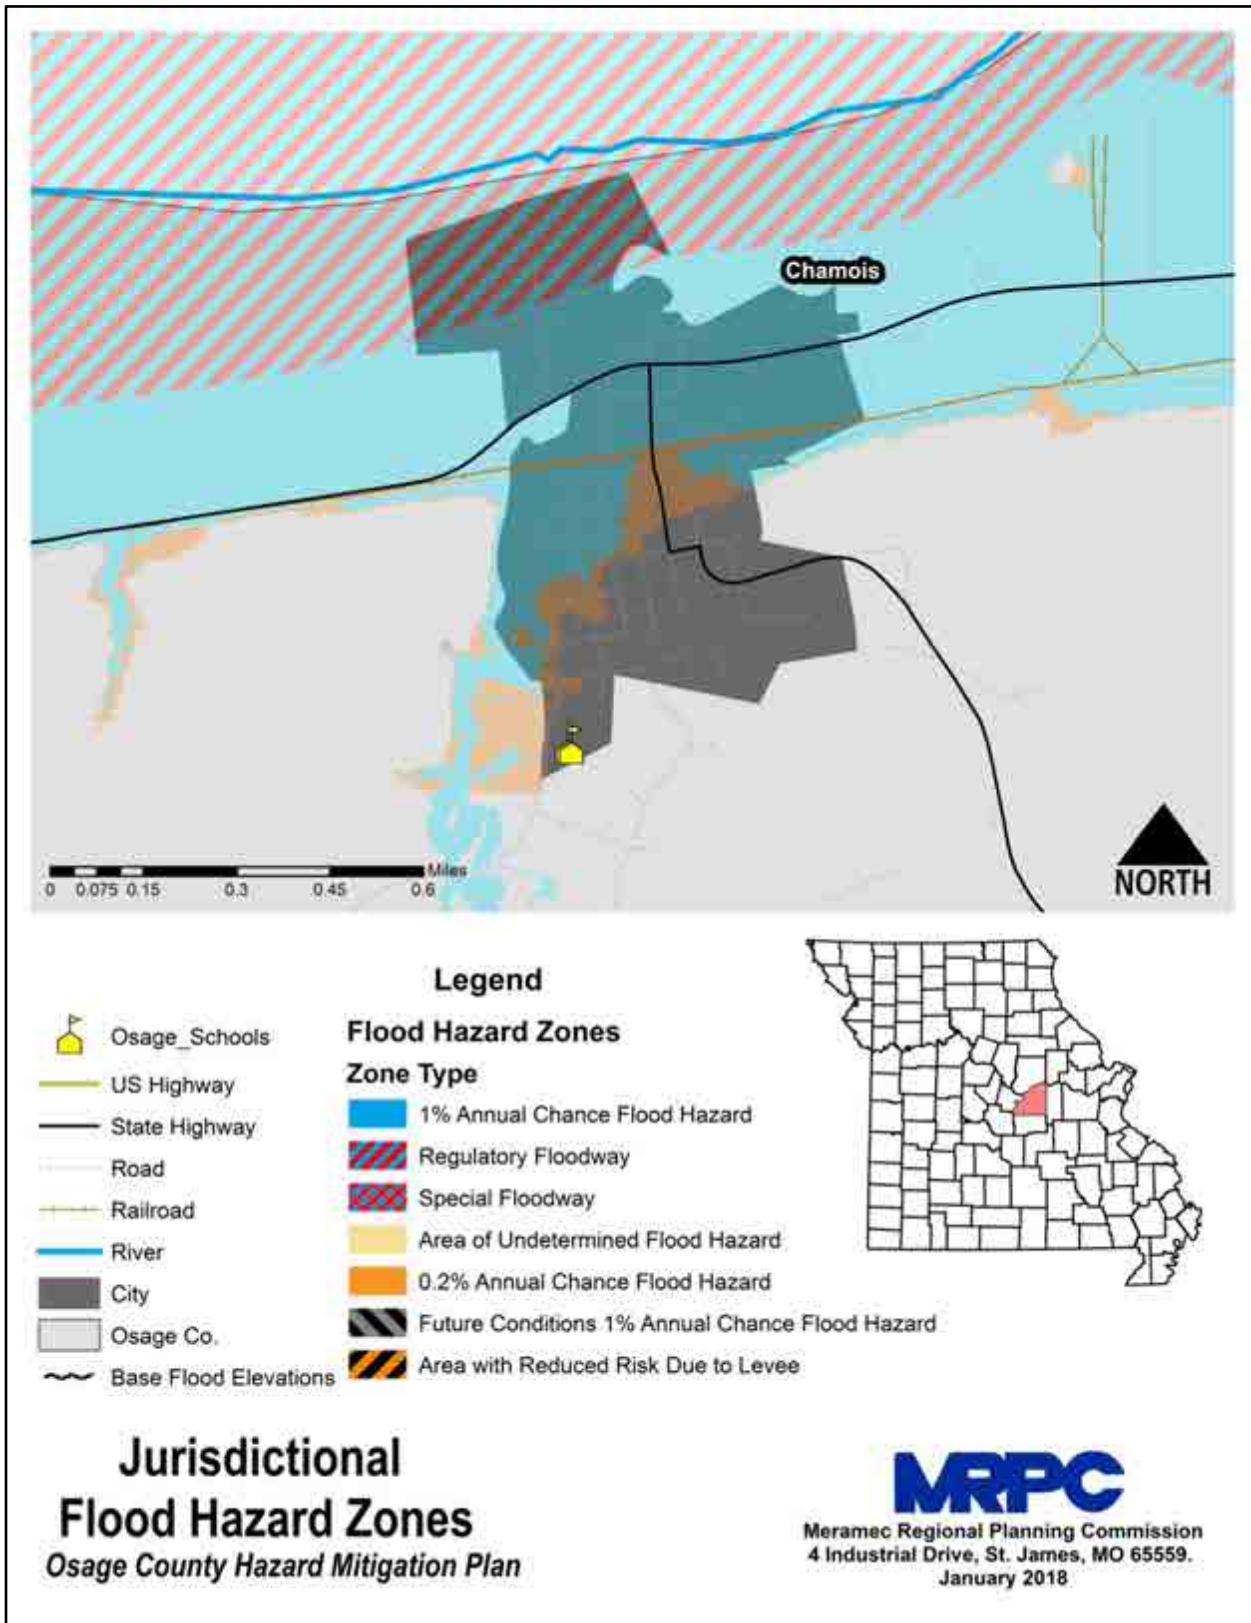 Chamois
Miles
0 0.075 0.15 0.3 0.45 0.6
NORTH
Legend
Osage_Schools
US Highway
State Highway
Road
Railroad
River
City
Osage Co.
Base Flood Elevations
Flood Hazard Zones
Zone Type
1% Annual Chance Flood Hazard
Regulatory Floodway
Special Floodway
Area of Undetermined Flood Hazard
0.2% Annual Chance Flood Hazard
Future Conditions 1% Annual Chance Flood Hazard
Area with Reduced Risk Due to Levee
Jurisdictional
Flood Hazard Zones
Osage County Hazard Mitigation Plan
MRPC
Meramec Regional Planning Commission
4 Industrial Drive, St. James, MO 65559.
January 2018